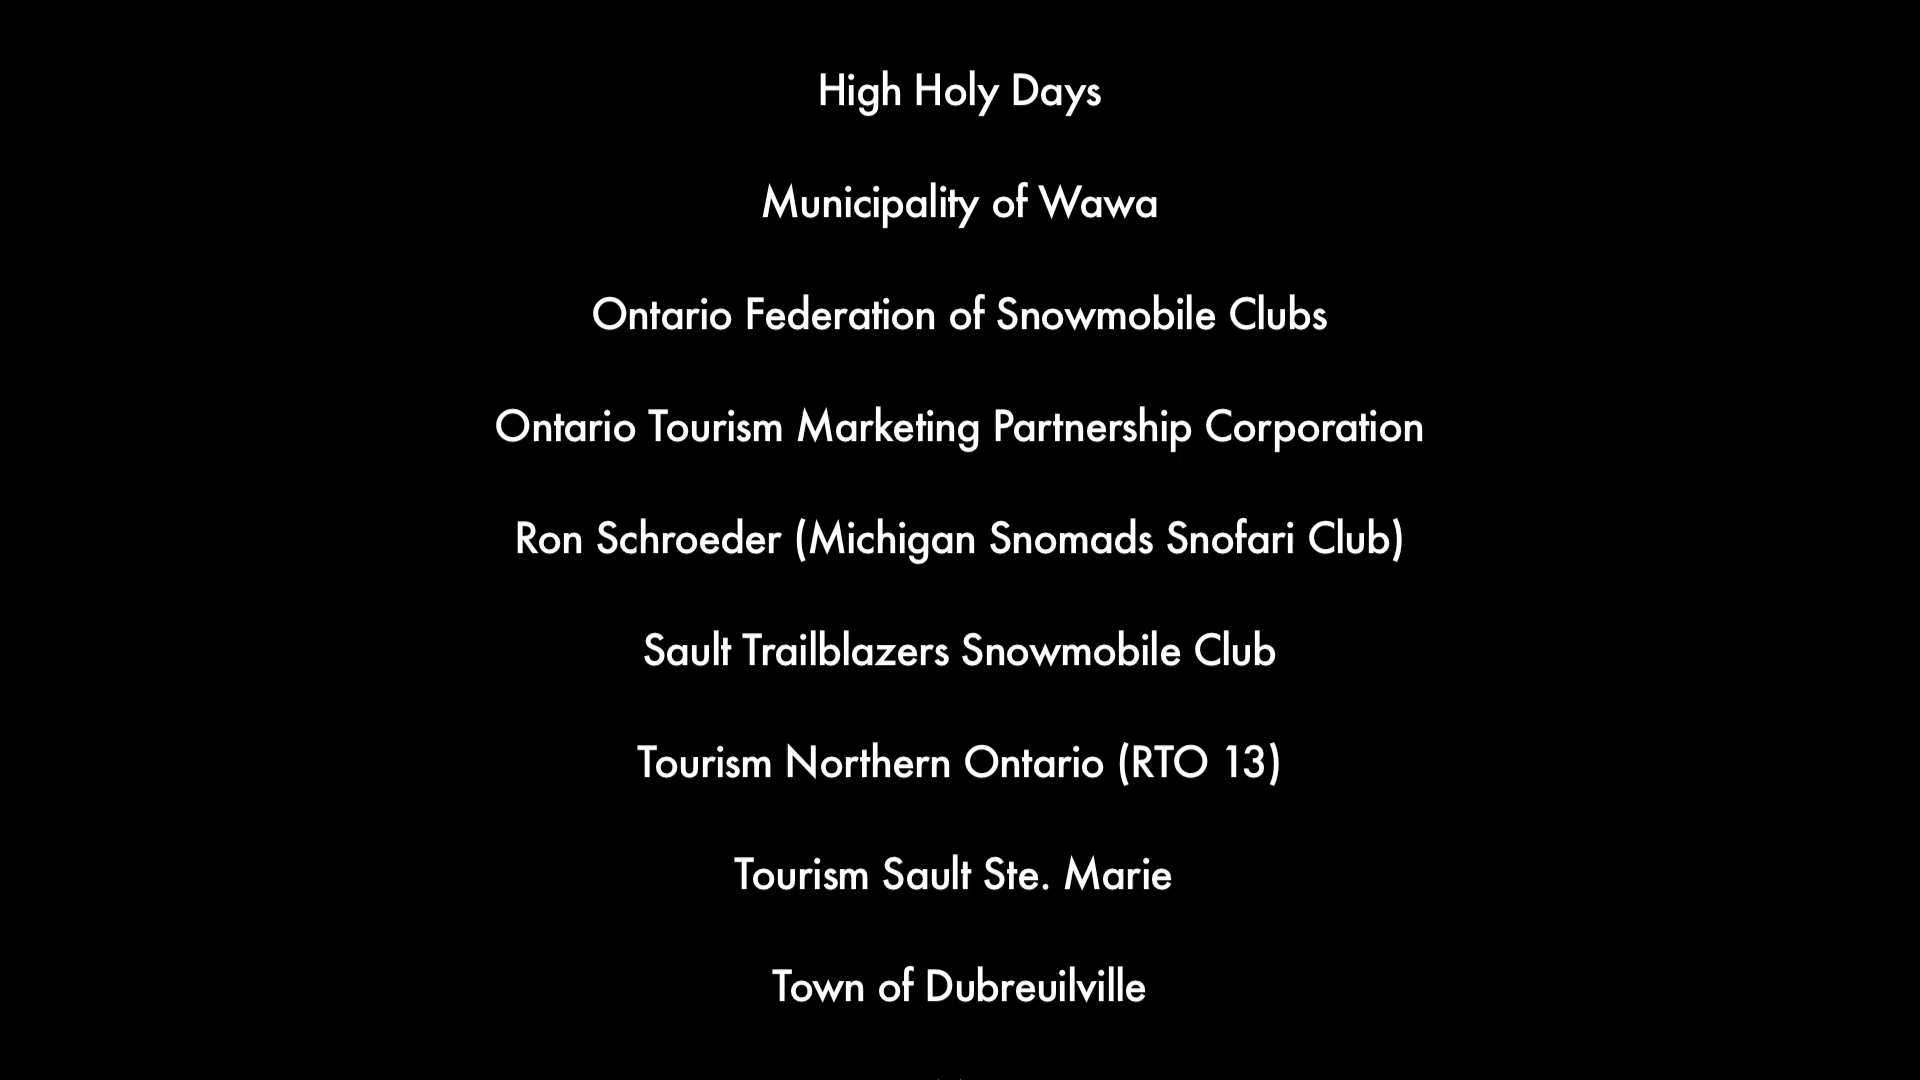 High Holy Days
Municipality of Wawa
Ontario Federation of Snowmobile Clubs
Ontario Tourism Marketing Partnership Corporation
Ron Schroeder (Michigan Snomads Snofari Club)
Sault Trailblazers Snowmobile Club
Tourism Northern Ontario (RTO 13)
Tourism Sault Ste. Marie
Town of Dubreuilville